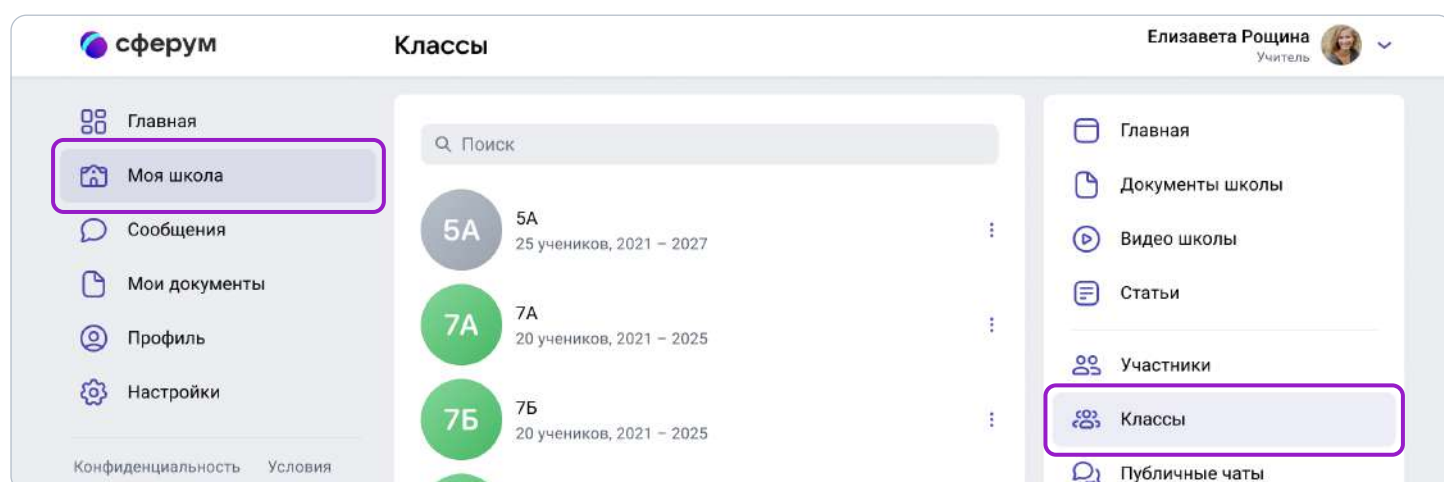 сферум
Классы
Елизавета Рощина
Учитель
Главная
Моя школа
Сообщения
Мои документы
Профиль
Настройки
Конфиденциальность Условия
Поиск
5А
5А
25 учеников, 2021 – 2027
7А
7А
20 учеников, 2021 – 2025
7Б
7Б
20 учеников, 2021 – 2025
Главная
Документы школы
Видео школы
Статьи
Участники
Классы
Публичные чаты